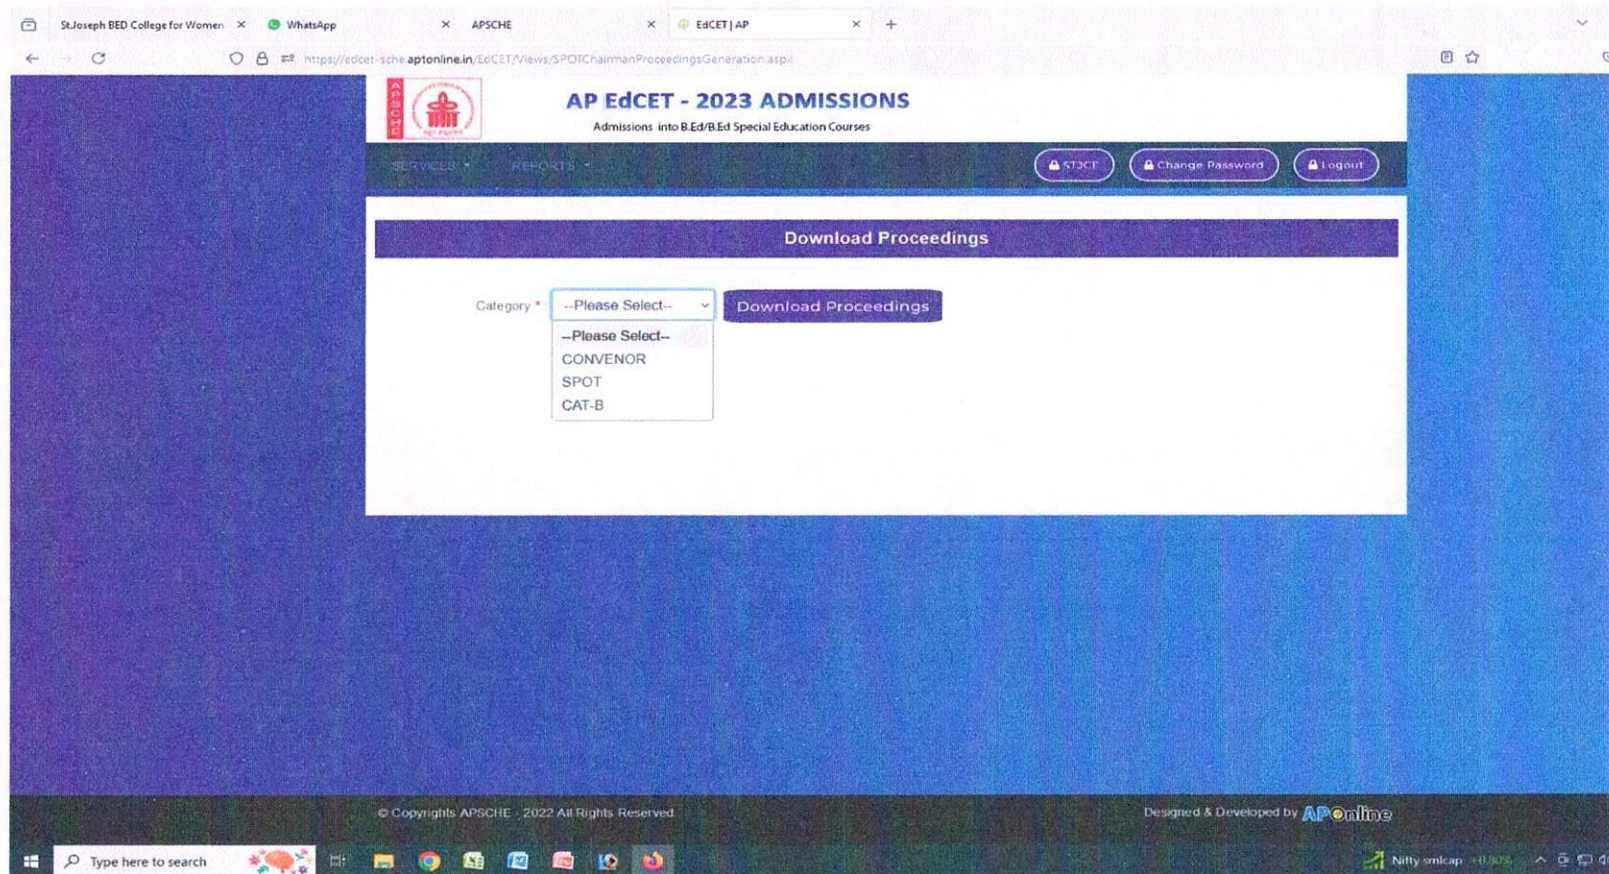 St.Joseph BED College for Women × WhatsApp × APSCHE × EdCET | AP × +
https://edcet-sche.aptonline.in/EdCET/Views/SPOTChairmanProceedingsGeneration.aspx
APSCHE
AP EdCET - 2023 ADMISSIONS
Admissions into B.Ed/B.Ed Special Education Courses
SERVICES REPORTS STJCE Change Password Logout
Download Proceedings
Category * --Please Select-- Download Proceedings
--Please Select--
CONVENOR
SPOT
CAT-B
© Copyrights APSCHE - 2022 All Rights Reserved Designed & Developed by APOnline
Type here to search Nifty smlcap +0.80%